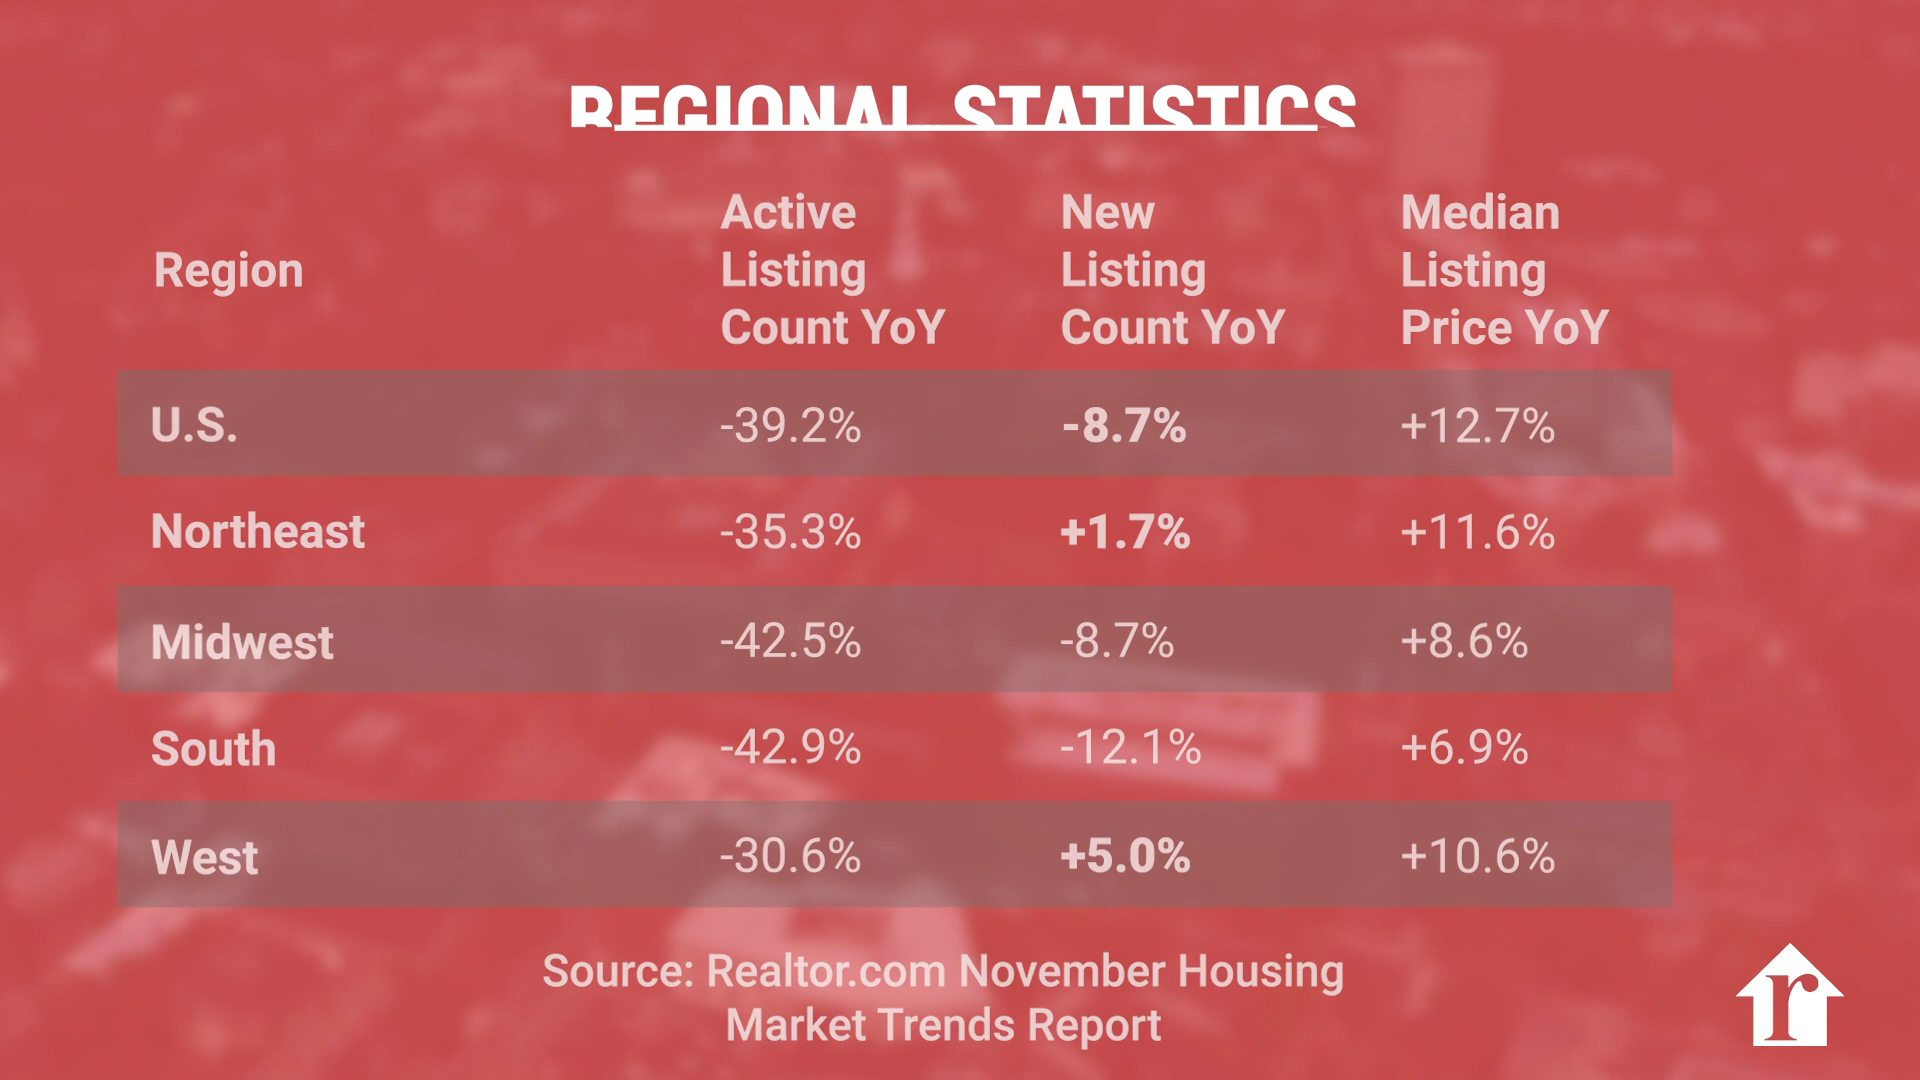 REGIONAL STATISTICS
Region Active Listing Count YoY New Listing Count YoY Median Listing Price YoY
U.S. -39.2% -8.7% +12.7%
Northeast -35.3% +1.7% +11.6%
Midwest -42.5% -8.7% +8.6%
South -42.9% -12.1% +6.9%
West -30.6% +5.0% +10.6%
Source: Realtor.com November Housing
Market Trends Report
r